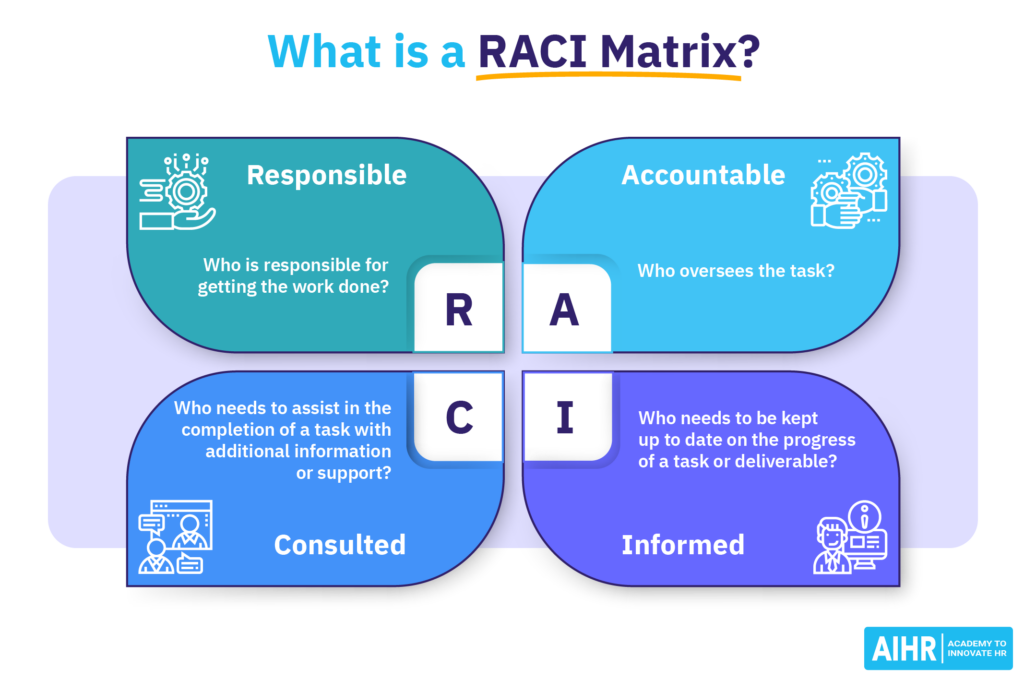 What is a RACI Matrix?
Responsible
Who is responsible for
getting the work done?
R
Accountable
Who oversees the task?
A
Who needs to assist in the
completion of a task with
additional information
or support?
C
Consulted
I
Who needs to be kept
up to date on the progress
of a task or deliverable?
Informed
AIHR
ACADEMY TO
INNOVATE HR